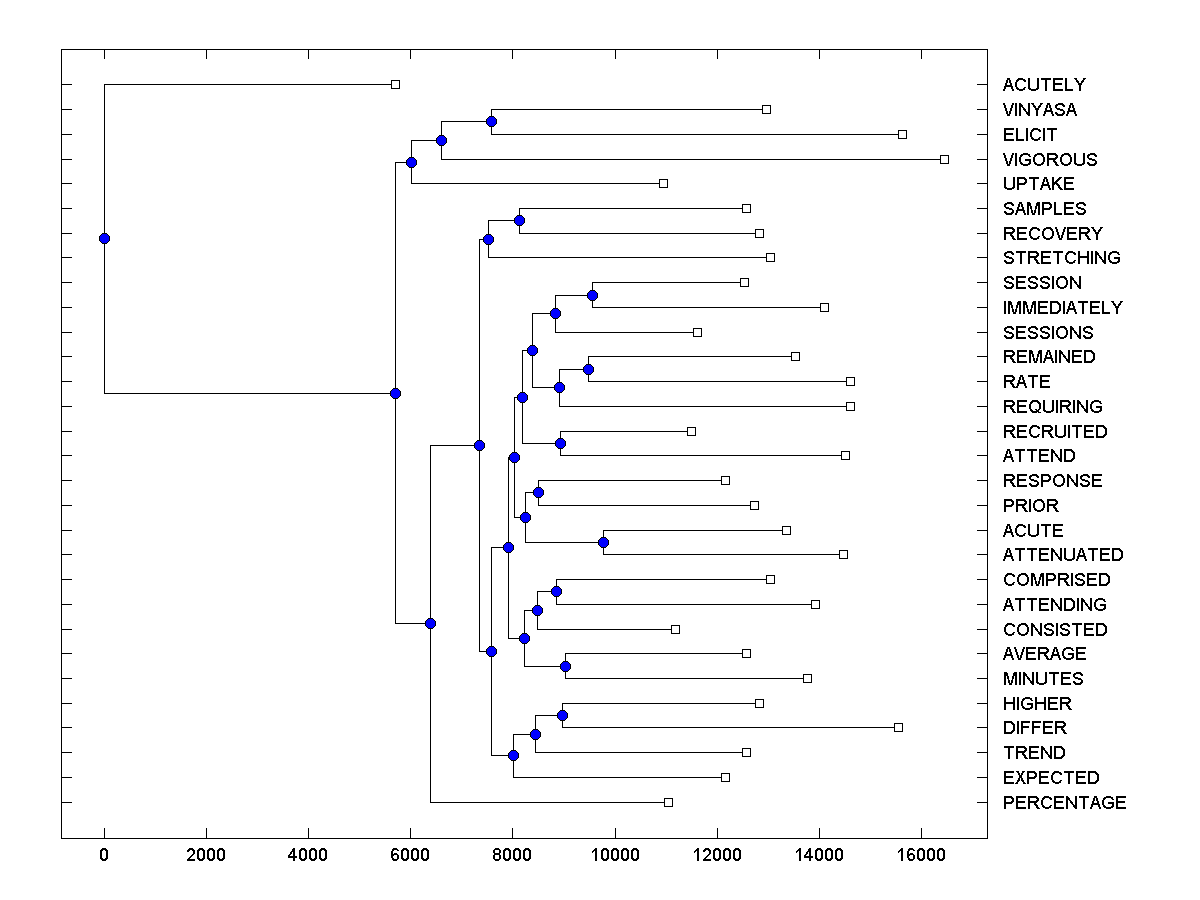 ACUTELY
VINYASA
ELICIT
VIGOROUS
UPTAKE
SAMPLES
RECOVERY
STRETCHING
SESSION
IMMEDIATELY
SESSIONS
REMAINED
RATE
REQUIRING
RECRUITED
ATTEND
RESPONSE
PRIOR
ACUTE
ATTENUATED
COMPRISED
ATTENDING
CONSISTED
AVERAGE
MINUTES
HIGHER
DIFFER
TREND
EXPECTED
PERCENTAGE
0 2000 4000 6000 8000 10000 12000 14000 16000